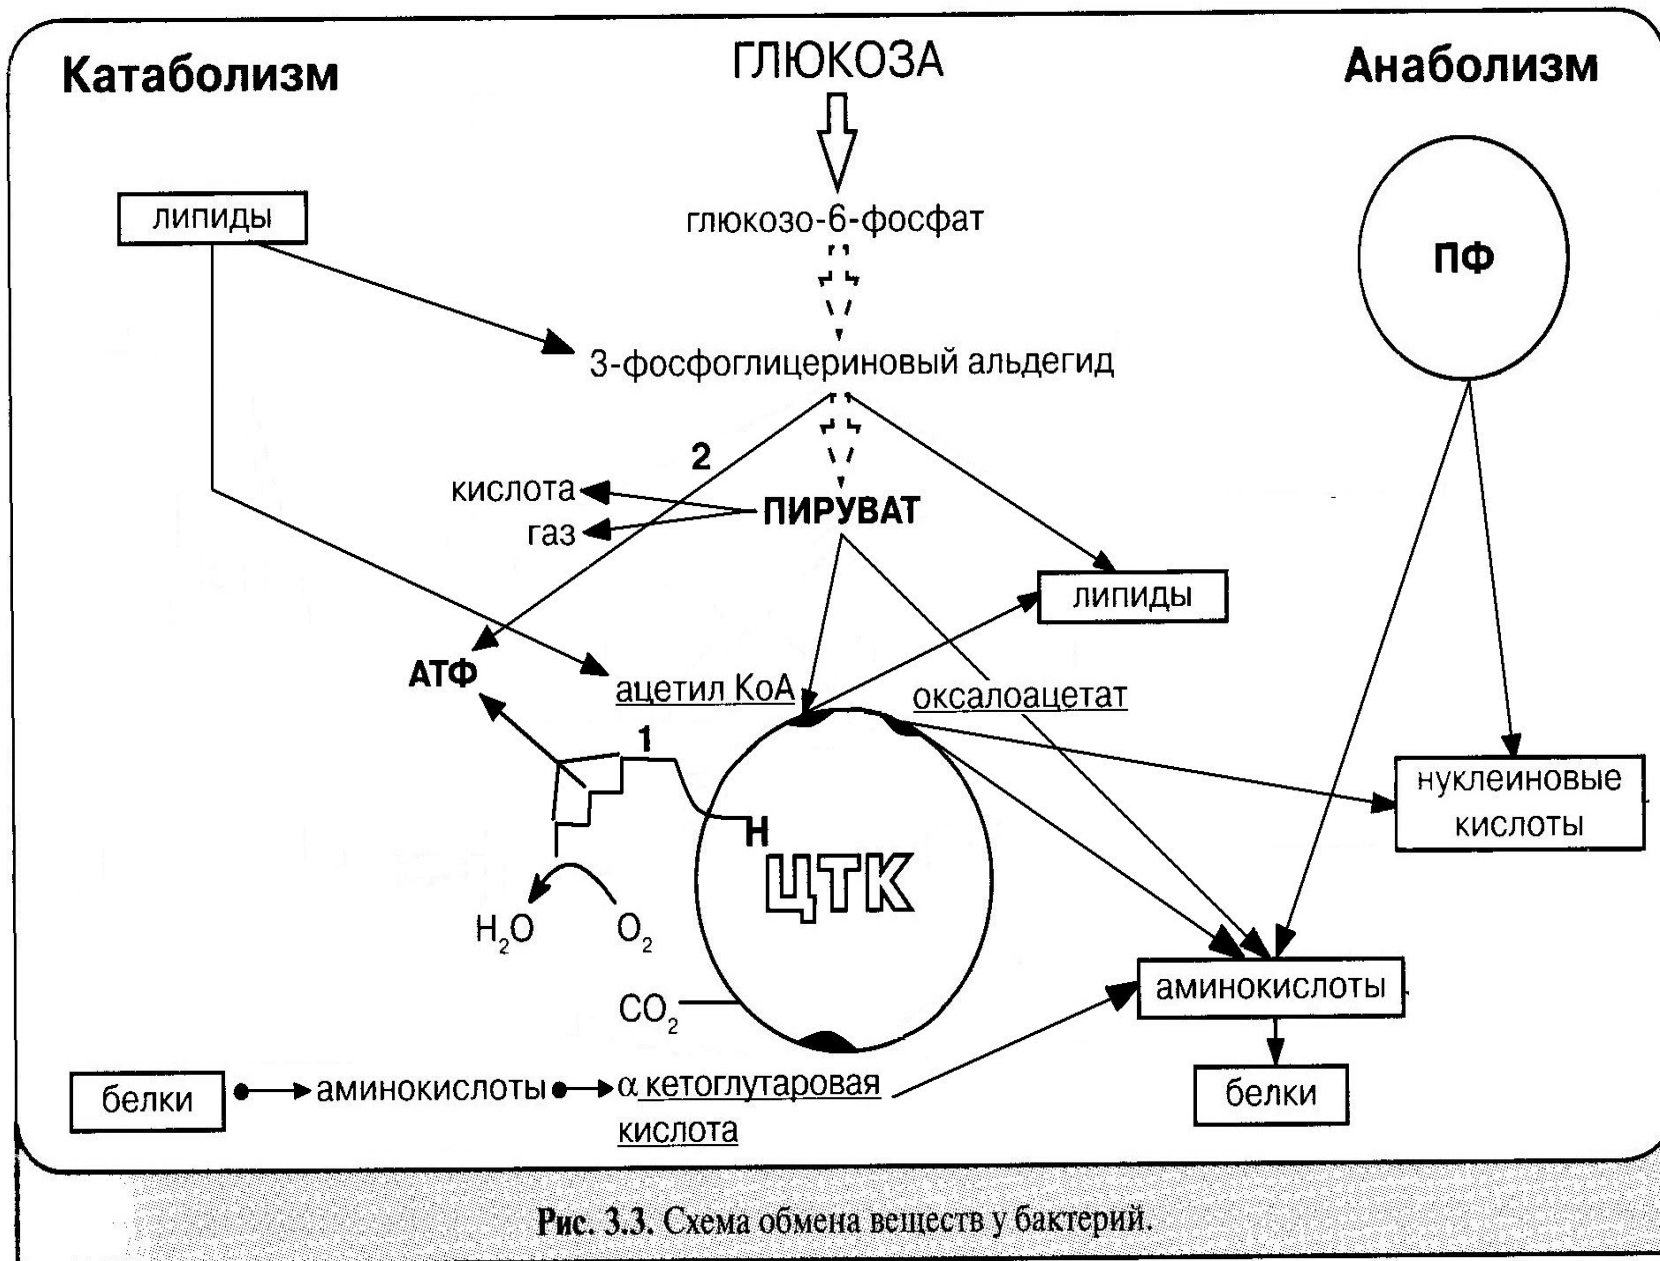 Катаболизм
ГЛЮКОЗА
Анаболизм
липиды
глюкозо-6-фосфат
ПФ
3-фосфоглицериновый альдегид
2
кислота
газ
ПИРУВАТ
липиды
АТФ
ацетил КоА
оксалоацетат
1
нуклеиновые
кислоты
Н
ЦТК
H₂O
O₂
CO₂
аминокислоты
белки
аминокислоты
α кетоглутаровая
кислота
белки
Рис. 3.3. Схема обмена веществ у бактерий.